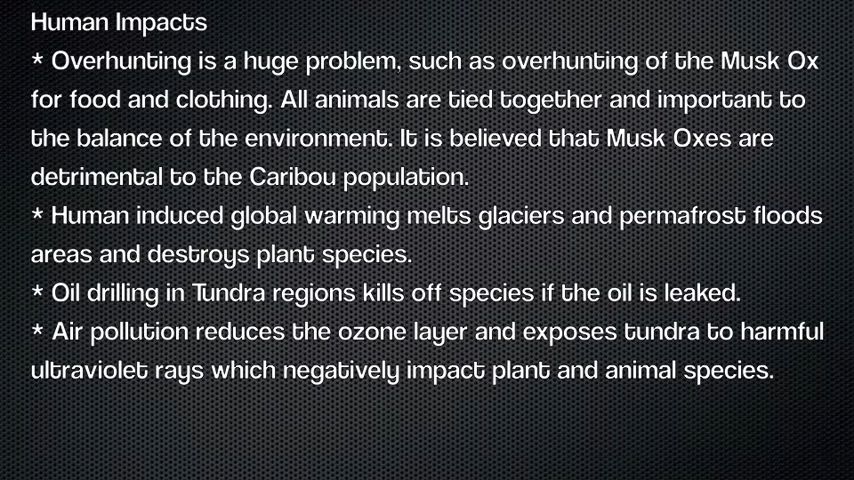 Human Impacts
* Overhunting is a huge problem, such as overhunting of the Musk Ox
for food and clothing. All animals are tied together and important to
the balance of the environment. It is believed that Musk Oxes are
detrimental to the Caribou population.
* Human induced global warming melts glaciers and permafrost floods
areas and destroys plant species.
* Oil drilling in Tundra regions kills off species if the oil is leaked.
* Air pollution reduces the ozone layer and exposes tundra to harmful
ultraviolet rays which negatively impact plant and animal species.